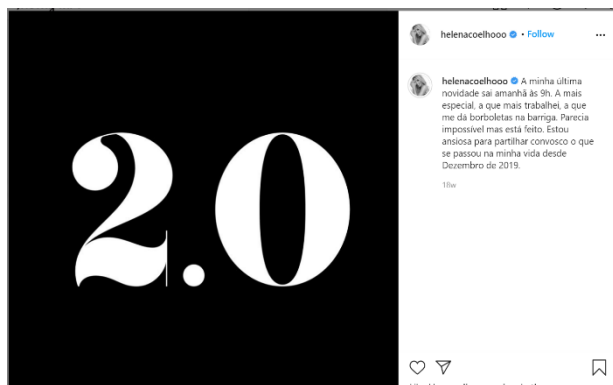 2.0
helenacoelhooo • Follow
helenacoelhooo A minha última
novidade sai amanhã às 9h. A mais
especial, a que mais trabalhei, a que
me dá borboletas na barriga. Parecia
impossível mas está feito. Estou
ansiosa para partilhar convosco o que
se passou na minha vida desde
Dezembro de 2019.
18w